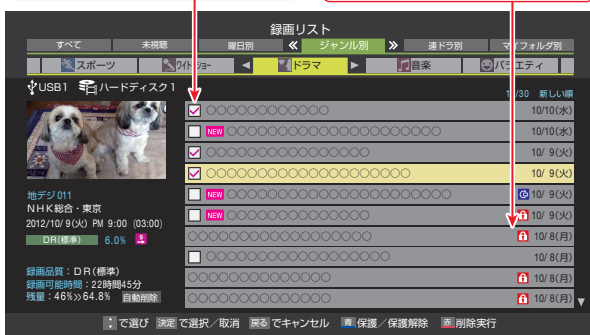 録画リスト
すべて 未視聴 曜日別 ≪ ジャンル別 ≫ 連ドラ別 マイフォルダ別
スポーツ ワイドショー ◀ ドラマ ▶ 音楽 バラエティ
USB1 ハードディスク1
/30 新しい順
○○○○○○○○○○○○ 10/10(水)
NEW ○○○○○○○○○○○○○○○○○○○○ 10/10(水)
○○○○○○○○○○○○○○○○ 10/ 9(火)
○○○○○○○○○○○○○○○○○○○○ 10/ 9(火)
NEW ○○○○○○○○○○○○○○○○○○○○○ 10/ 9(火)
NEW ○○○○○○○○○○○○○○ 10/ 9(火)
○○○○○○○○○○○○○○○○○○ 10/ 8(月)
○○○○○○○○○○○○○○ 10/ 8(月)
○○○○○○○○○○○○○○ 10/ 8(月)
○○○○○○○○○○○○○○ 10/ 8(月)
地デジ011
NHK総合・東京
2012/10/ 9(火) PM 9:00 (03:00)
DR(標準) 6.0%
録画品質：DR(標準)
録画可能時間：22時間45分
残量：46%≫64.8% 自動削除
で選び 決定 で選択／取消 戻る でキャンセル 青 保護／保護解除 赤 削除実行